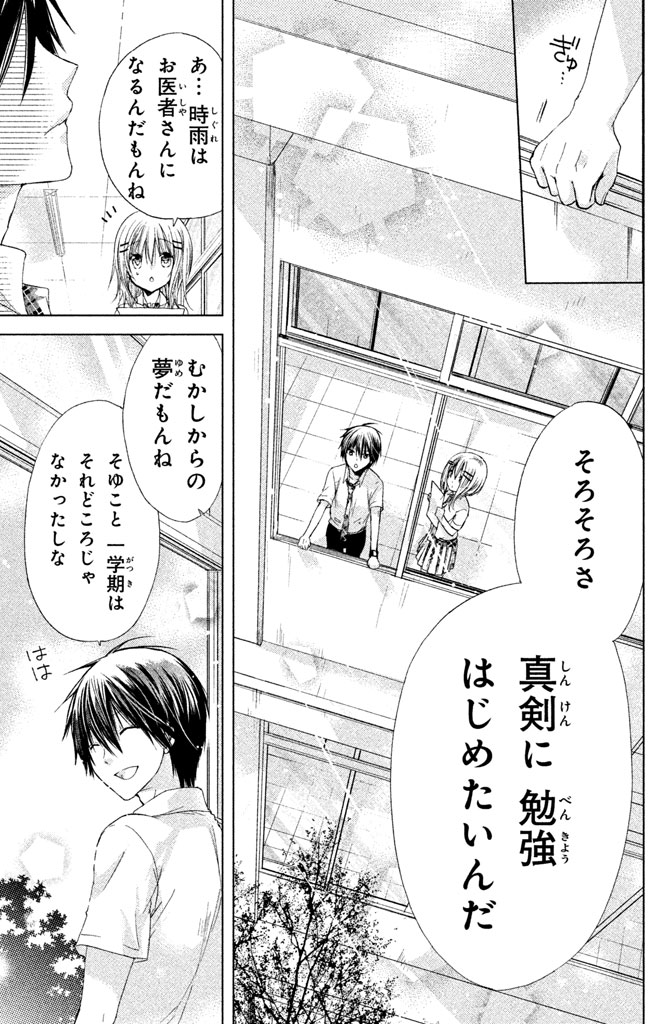 ぎゅ…
そろそろさ
真剣に勉強
はじめたいんだ
あ…時雨は
お医者さんに
なるんだもんね
むかしからの
夢だもんね
そゆこと 一学期は
それどころじゃ
なかったしな
はは